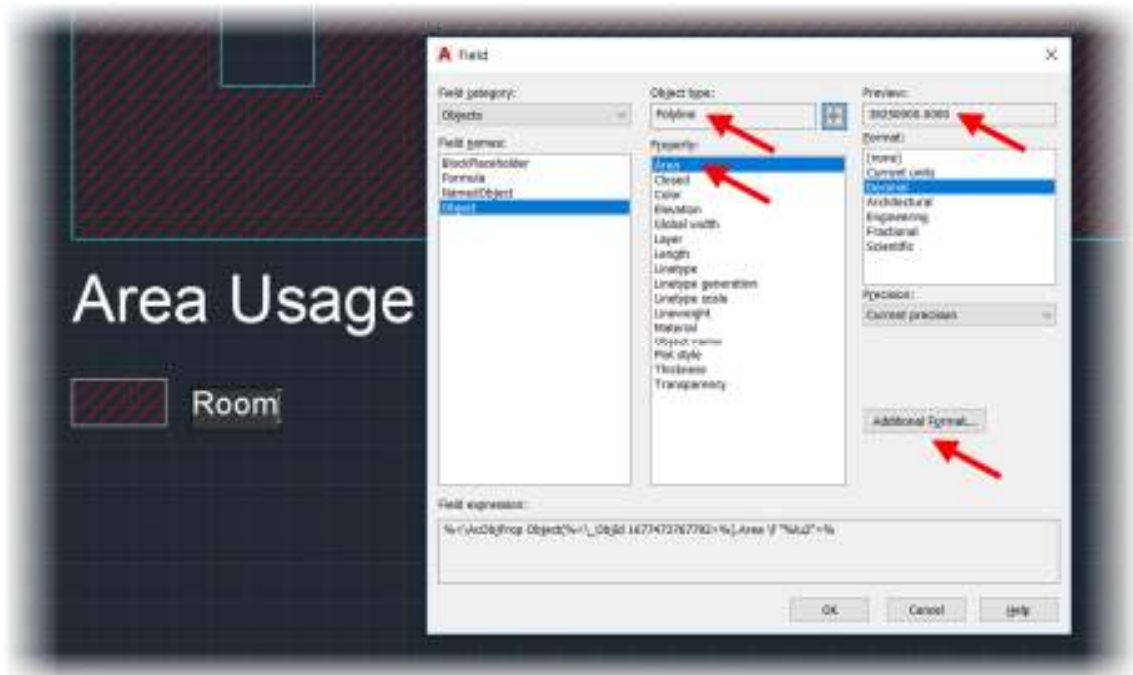 Field
Field category:
Objects
Field names:
BlockPlaceholder
Formula
NamedObject
Object
Object type:
Polyline
Property:
Area
Closed
Color
Elevation
Global width
Layer
Length
Linetype
Linetype generation
Linetype scale
Lineweight
Material
Object name
Plot style
Thickness
Transparency
Preview:
Format:
(none)
Current units
Decimal
Architectural
Engineering
Fractional
Scientific
Precision:
Current precision
Additional Format...
Field expression:
OK
Cancel
Help
Area Usage
Room